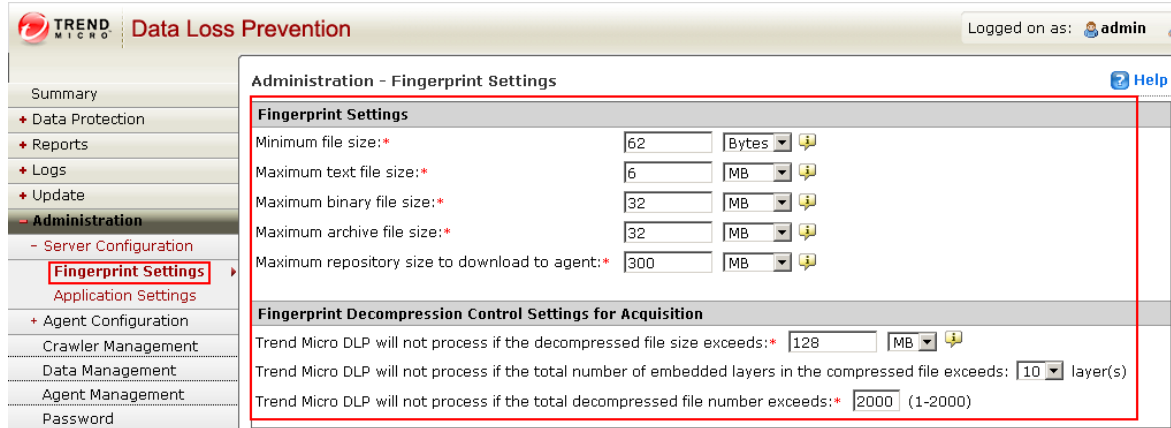 TREND MICRO Data Loss Prevention Logged on as: admin
Administration - Fingerprint Settings Help
Summary
+ Data Protection
+ Reports
+ Logs
+ Update
- Administration
- Server Configuration
Fingerprint Settings
Application Settings
+ Agent Configuration
Crawler Management
Data Management
Agent Management
Password
Fingerprint Settings
Minimum file size:* 62 Bytes
Maximum text file size:* 6 MB
Maximum binary file size:* 32 MB
Maximum archive file size:* 32 MB
Maximum repository size to download to agent:* 300 MB
Fingerprint Decompression Control Settings for Acquisition
Trend Micro DLP will not process if the decompressed file size exceeds:* 128 MB
Trend Micro DLP will not process if the total number of embedded layers in the compressed file exceeds: 10 layer(s)
Trend Micro DLP will not process if the total decompressed file number exceeds:* 2000 (1-2000)